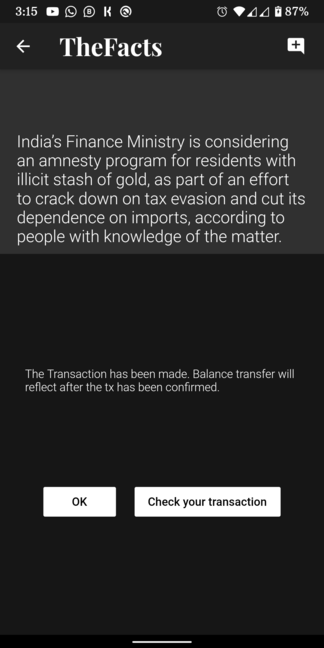 3:15 87%
TheFacts
India's Finance Ministry is considering
an amnesty program for residents with
illicit stash of gold, as part of an effort
to crack down on tax evasion and cut its
dependence on imports, according to
people with knowledge of the matter.
The Transaction has been made. Balance transfer will
reflect after the tx has been confirmed.
OK Check your transaction